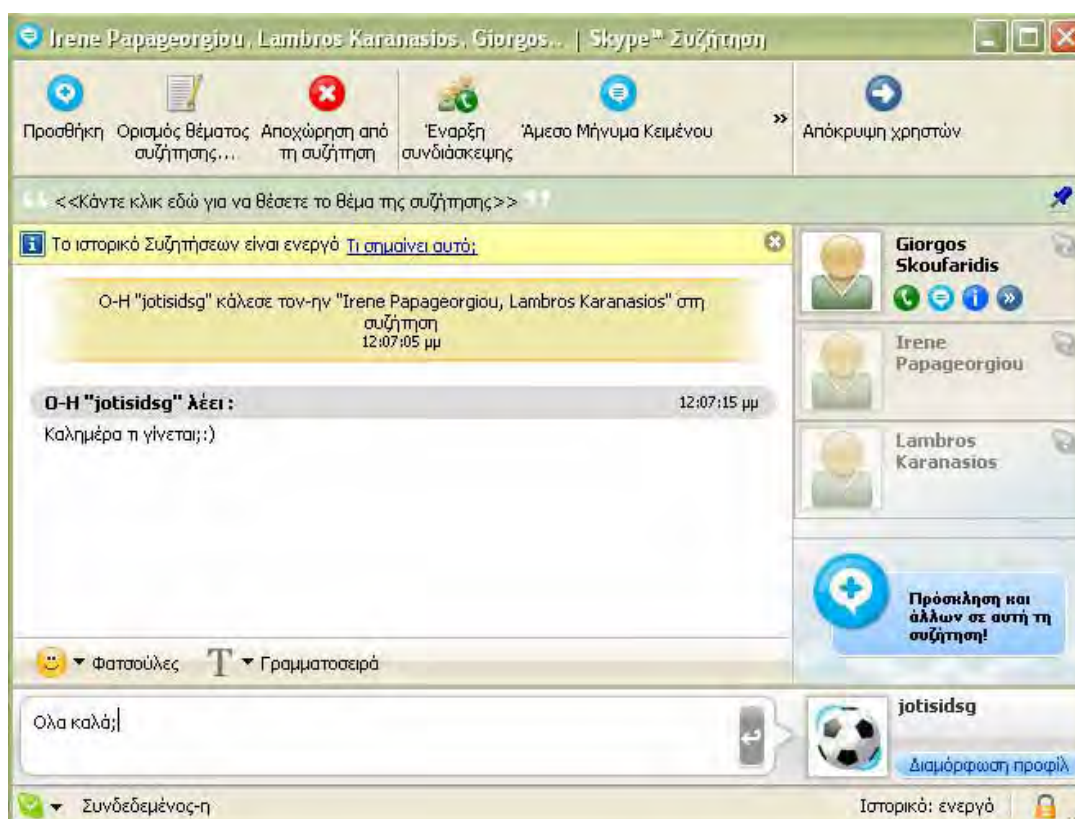 Irene Papageorgiou, Lambros Karanasios, Giorgos... | Skype™ Συζήτηση
Προσθήκη
Ορισμός θέματος
συζήτησης...
Αποχώρηση από
τη συζήτηση
Έναρξη
συνδιάσκεψης
Άμεσο Μήνυμα Κειμένου
»
Απόκρυψη χρηστών
<<Κάντε κλικ εδώ για να θέσετε το θέμα της συζήτησης>>
Το ιστορικό Συζητήσεων είναι ενεργό Τι σημαίνει αυτό;
Ο-Η "jotisidsg" κάλεσε τον-ην "Irene Papageorgiou, Lambros Karanasios" στη
συζήτηση
12:07:05 μμ
Ο-Η "jotisidsg" λέει :
12:07:15 μμ
Καλημέρα τι γίνεται;:)
Giorgos
Skoufaridis
Irene
Papageorgiou
Lambros
Karanasios
Πρόσκληση και
άλλων σε αυτή τη
συζήτηση!
Φατσούλες
T Γραμματοσειρά
Ολα καλά;
jotisidsg
Διαμόρφωση προφίλ
Συνδεδεμένος-η
Ιστορικό: ενεργό